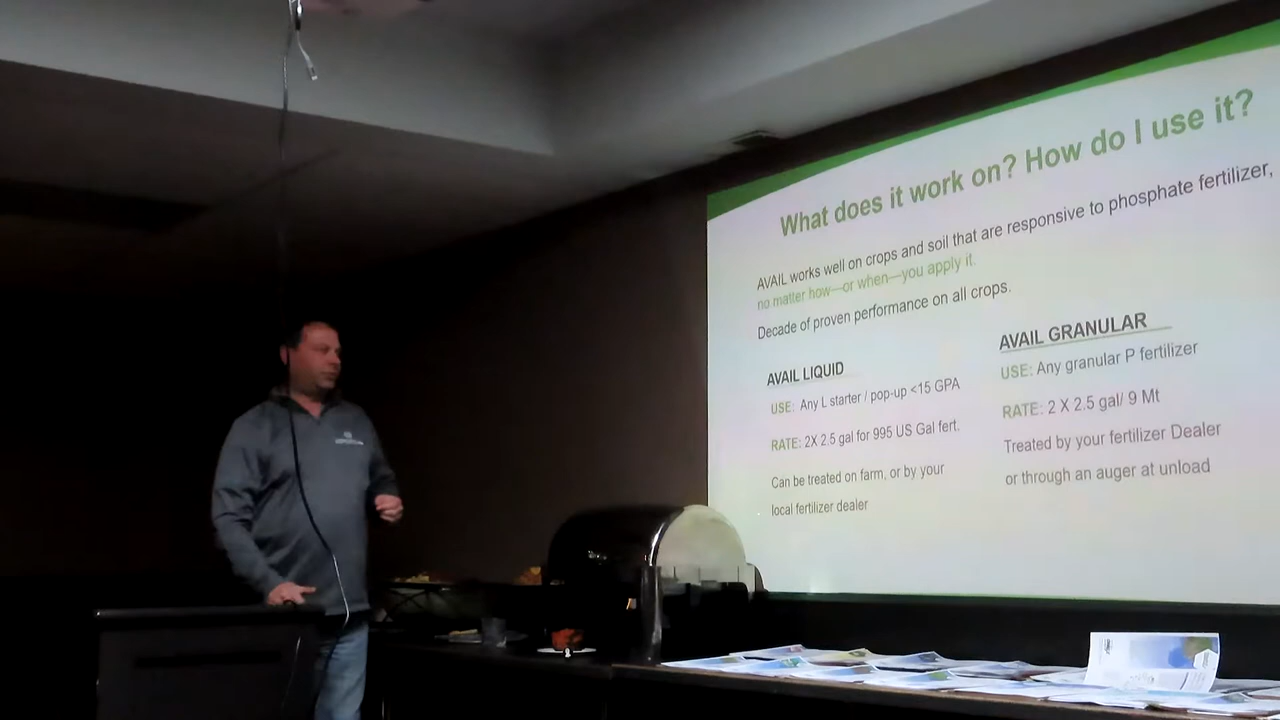 What does it work on? How do I use it?
AVAIL works well on crops and soil that are responsive to phosphate fertilizer,
no matter how—or when—you apply it.
Decade of proven performance on all crops.
AVAIL LIQUID
USE: Any L starter / pop-up <15 GPA
RATE: 2X 2.5 gal for 995 US Gal fert.
Can be treated on farm, or by your
local fertilizer dealer
AVAIL GRANULAR
USE: Any granular P fertilizer
RATE: 2 X 2.5 gal/ 9 Mt
Treated by your fertilizer Dealer
or through an auger at unload